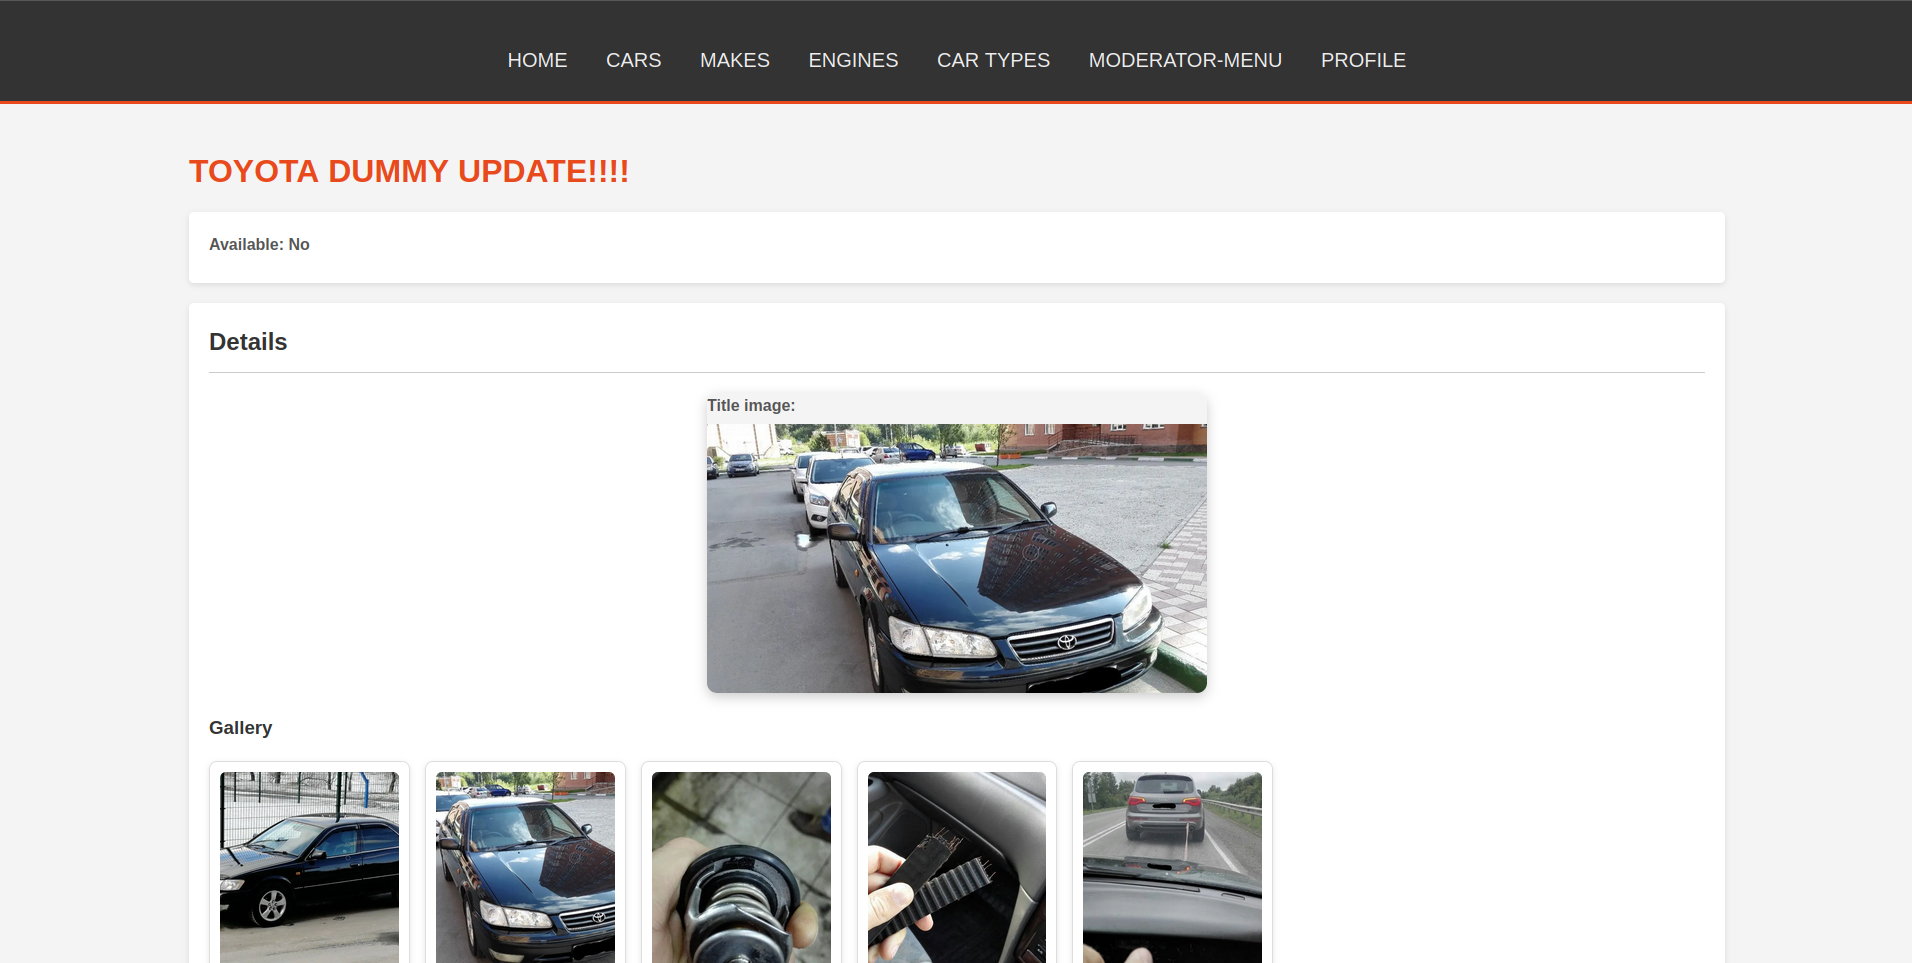 HOME CARS MAKES ENGINES CAR TYPES MODERATOR-MENU PROFILE
TOYOTA DUMMY UPDATE!!!!
Available: No
Details
Title image:
Gallery